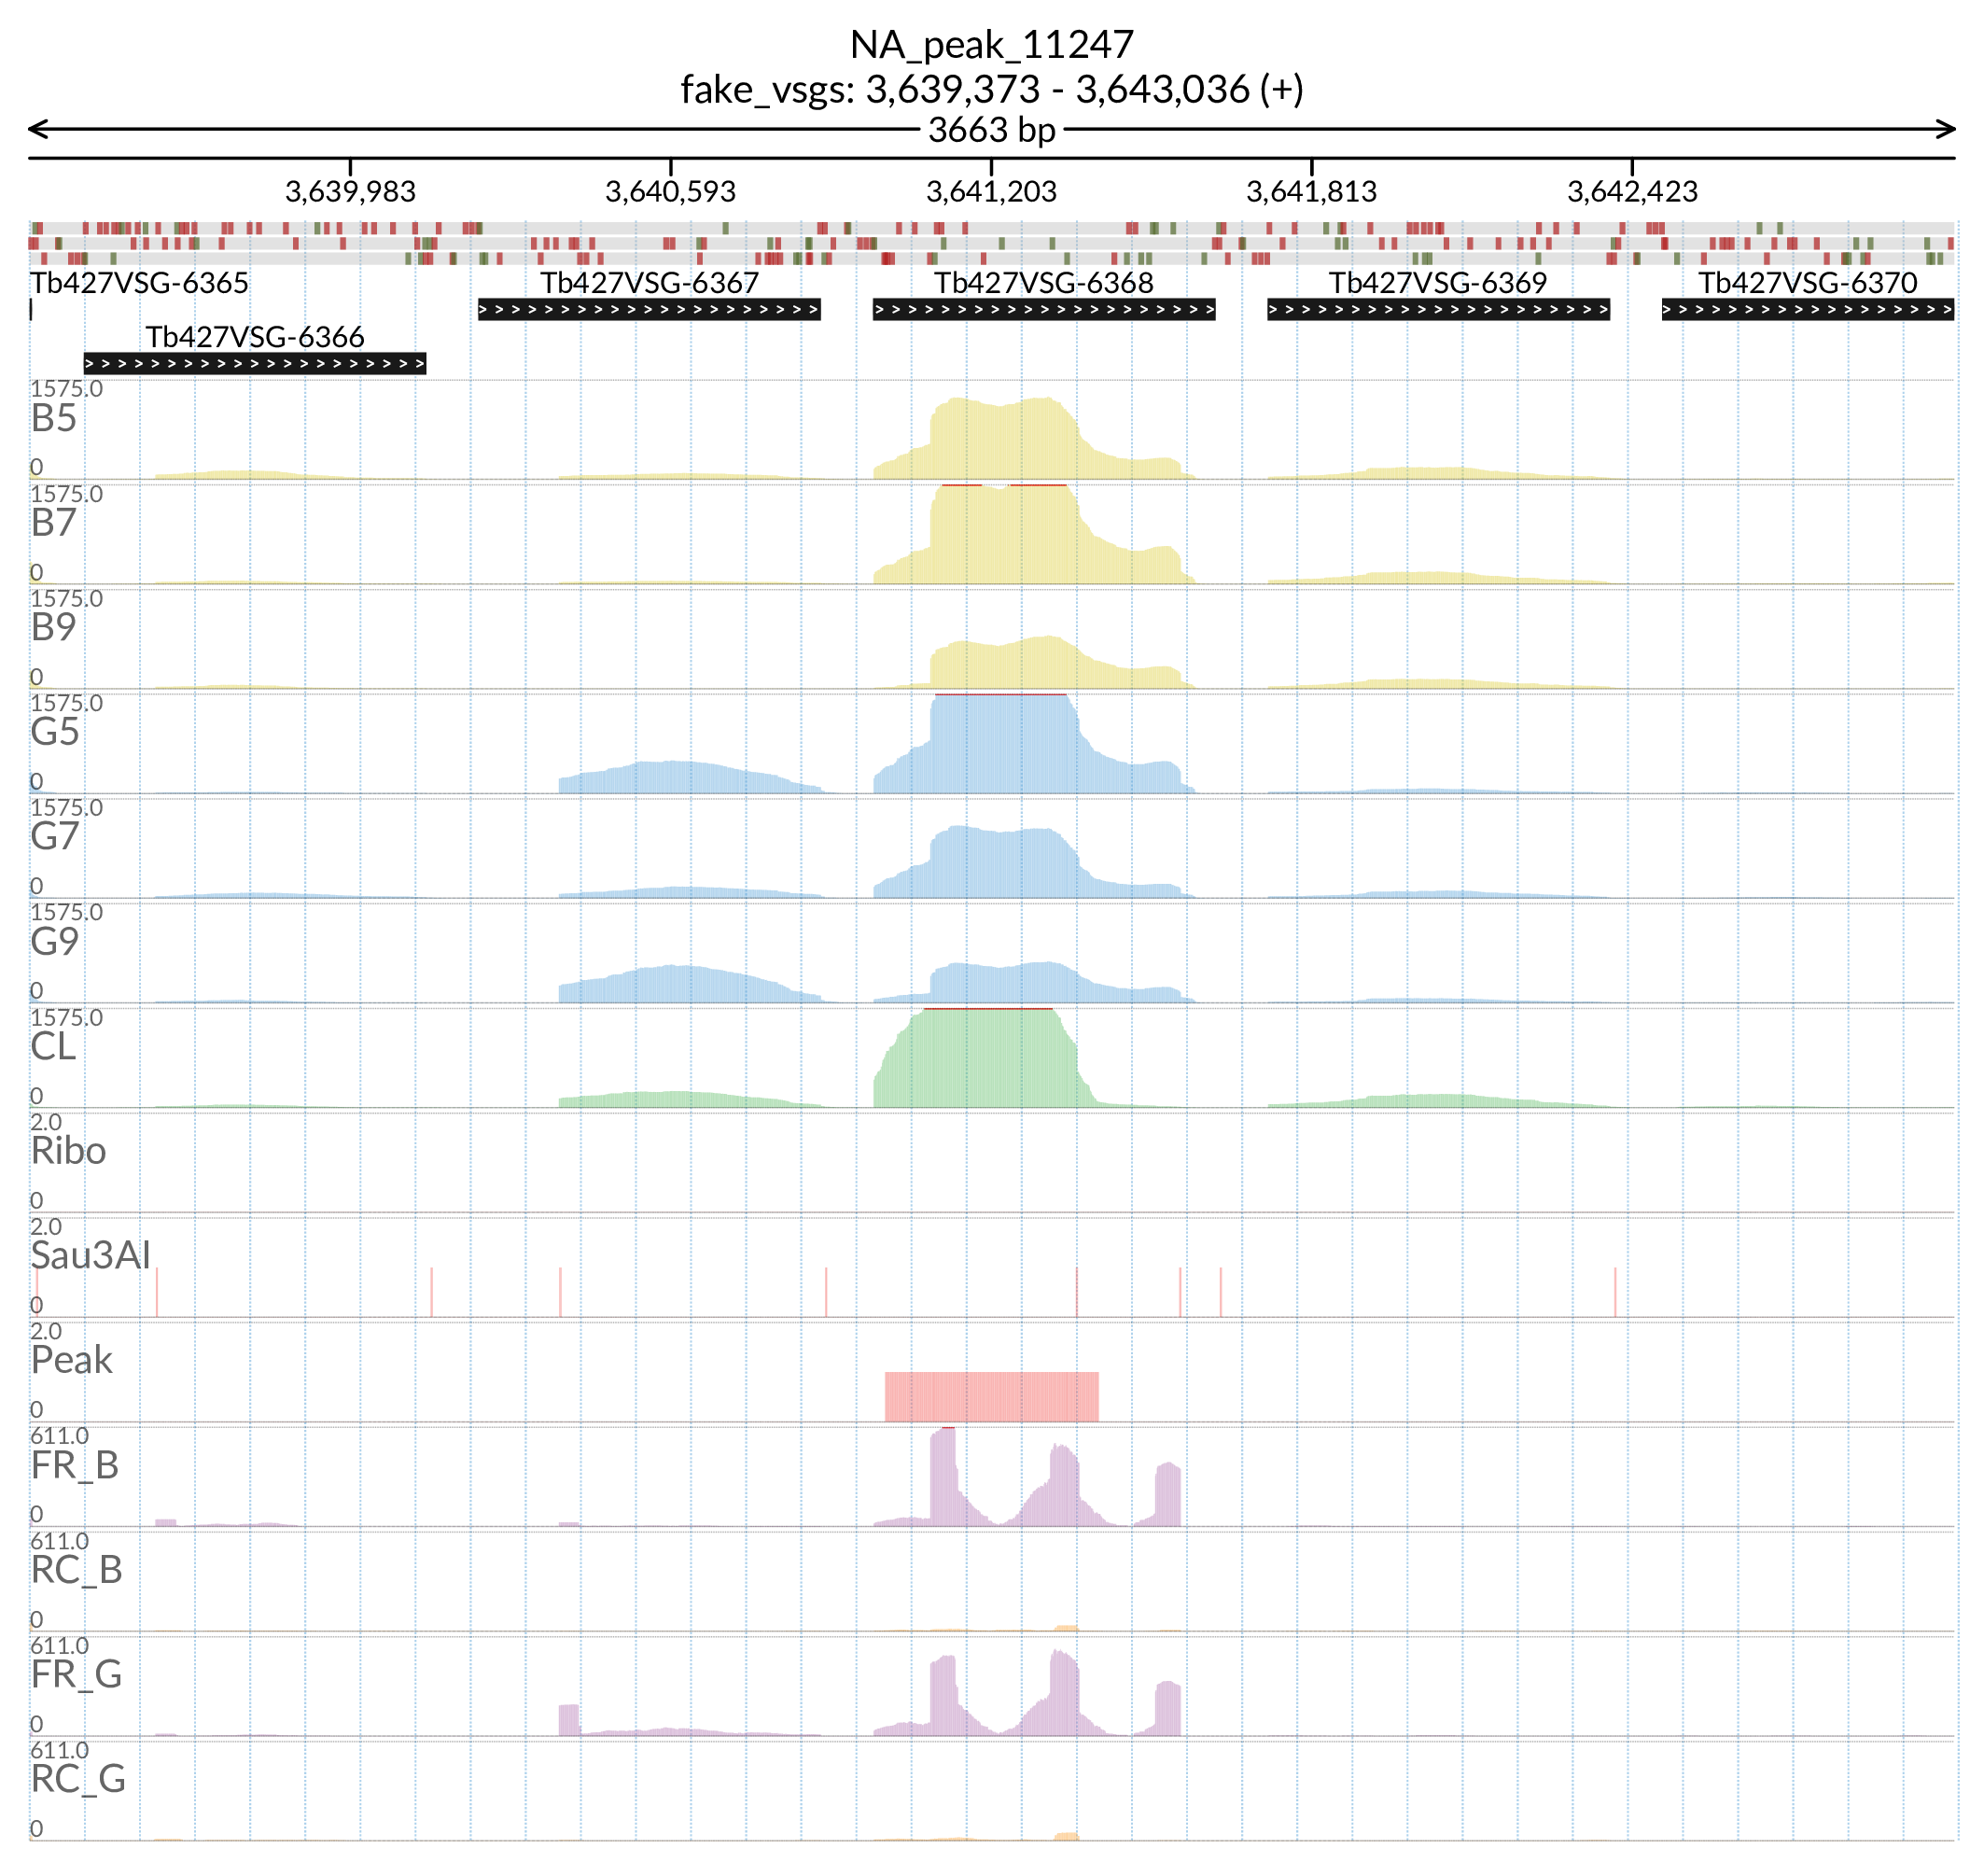 NA_peak_11247
fake_vsgs: 3,639,373 - 3,643,036 (+)
3663 bp
3,639,983 3,640,593 3,641,203 3,641,813 3,642,423
Tb427VSG-6365 Tb427VSG-6367 Tb427VSG-6368 Tb427VSG-6369 Tb427VSG-6370
Tb427VSG-6366
1575.0
B5
0
1575.0
B7
0
1575.0
B9
0
1575.0
G5
0
1575.0
G7
0
1575.0
G9
0
1575.0
CL
0
2.0
Ribo
0
2.0
Sau3AI
0
2.0
Peak
0
611.0
FR_B
0
611.0
RC_B
0
611.0
FR_G
0
611.0
RC_G
0